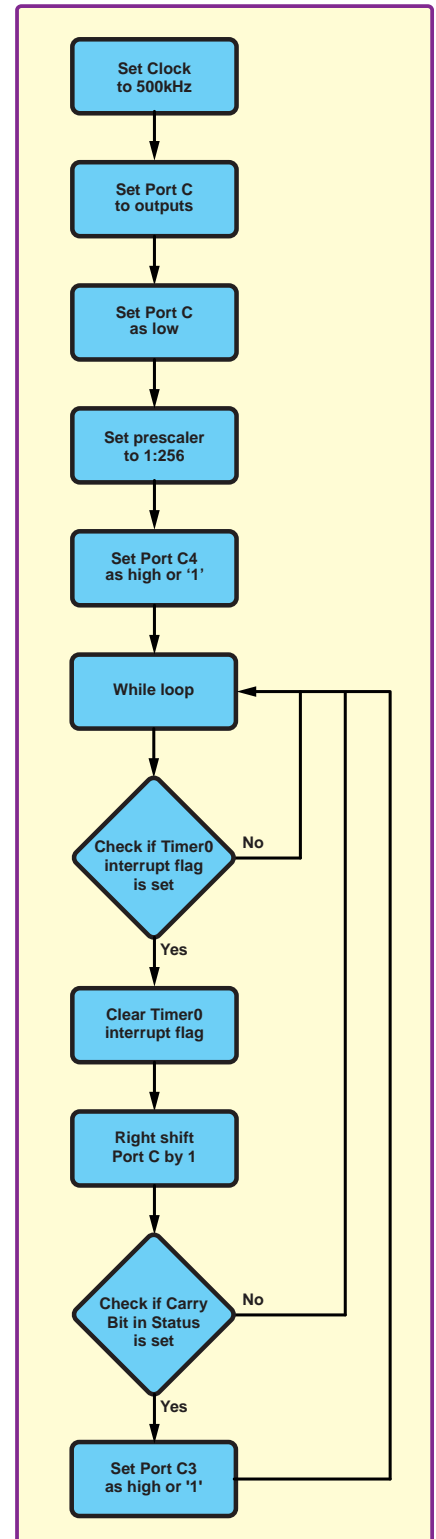 Set Clock
to 500kHz
Set Port C
to outputs
Set Port C
as low
Set prescaler
to 1:256
Set Port C4
as high or ‘1’
While loop
Check if Timer0
interrupt flag
is set
No
Yes
Clear Timer0
interrupt flag
Right shift
Port C by 1
Check if Carry
Bit in Status
is set
No
Yes
Set Port C3
as high or '1'